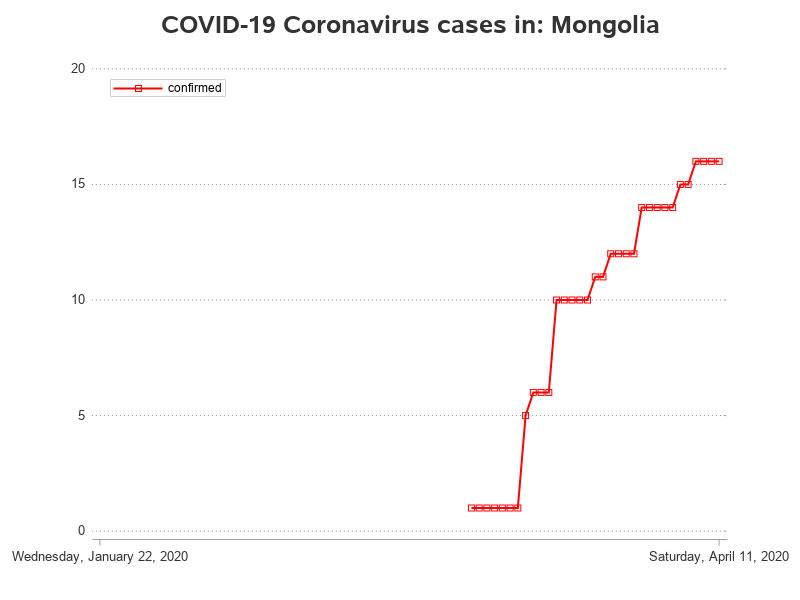 COVID-19 Coronavirus cases in: Mongolia
20
confirmed
15
10
5
0
Wednesday, January 22, 2020
Saturday, April 11, 2020